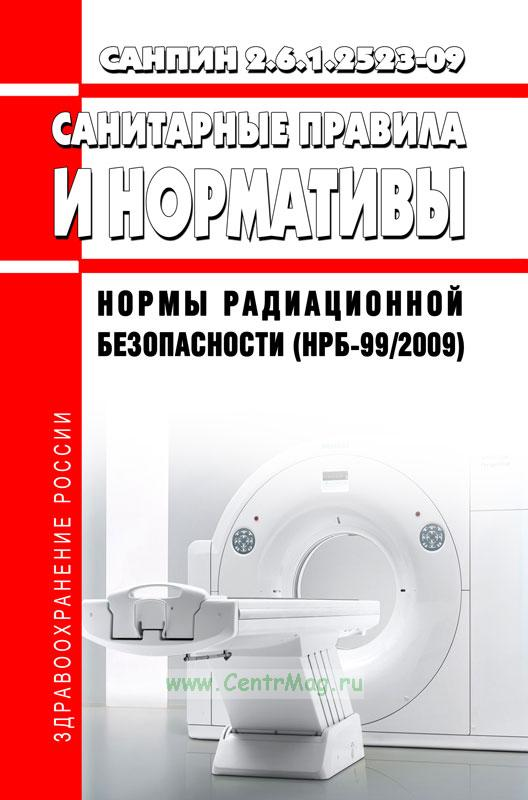 САНПИН 2.6.1.2523-09
САНИТАРНЫЕ ПРАВИЛА
И НОРМАТИВЫ
НОРМЫ РАДИАЦИОННОЙ
БЕЗОПАСНОСТИ (НРБ-99/2009)
ЗДРАВООХРАНЕНИЕ РОССИИ
www.CentrMag.ru